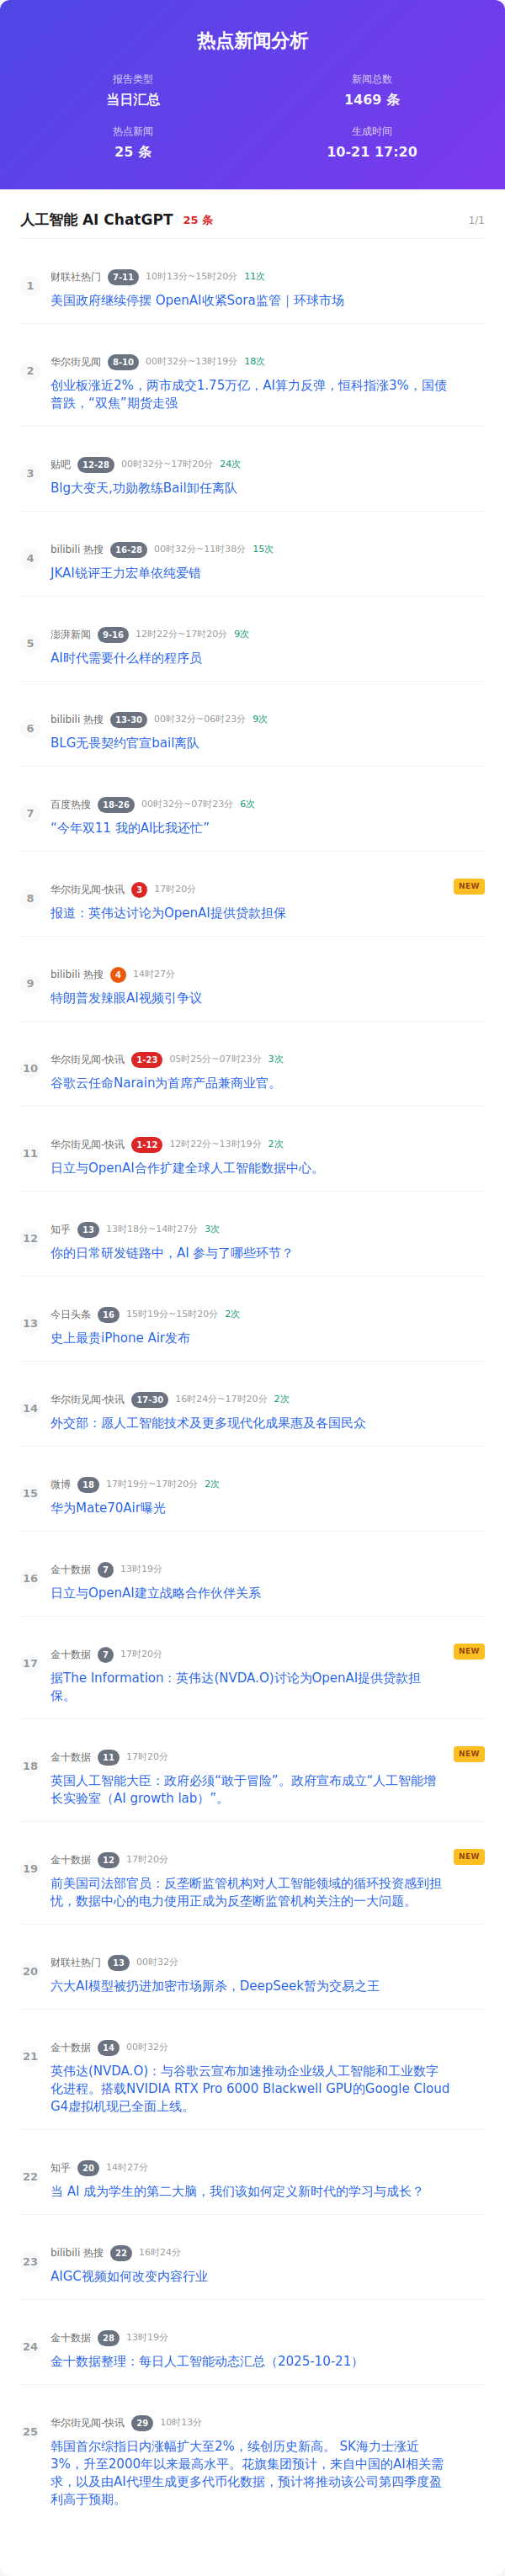 热点新闻分析
报告类型
新闻总数
当日汇总
1469 条
热点新闻
生成时间
25 条
10-21 17:20
人工智能 AI ChatGPT 25 条 1/1
1
财联社热门 7-11 10时13分~15时20分 11次
美国政府继续停摆 OpenAI收紧Sora监管｜环球市场
2
华尔街见闻 8-10 00时32分~13时19分 18次
创业板涨近2%，两市成交1.75万亿，AI算力反弹，恒科指涨3%，国债
普跌，“双焦”期货走强
3
贴吧 12-28 00时32分~17时20分 24次
Blg大变天,功勋教练Bail卸任离队
4
bilibili 热搜 16-28 00时32分~11时38分 15次
JKAI锐评王力宏单依纯爱错
5
澎湃新闻 9-16 12时22分~17时20分 9次
AI时代需要什么样的程序员
6
bilibili 热搜 13-30 00时32分~06时23分 9次
BLG无畏契约官宣bail离队
7
百度热搜 18-26 00时32分~07时23分 6次
“今年双11 我的AI比我还忙”
8
华尔街见闻-快讯 3 17时20分
NEW
报道：英伟达讨论为OpenAI提供贷款担保
9
bilibili 热搜 4 14时27分
特朗普发辣眼AI视频引争议
10
华尔街见闻-快讯 1-23 05时25分~07时23分 3次
谷歌云任命Narain为首席产品兼商业官。
11
华尔街见闻-快讯 1-12 12时22分~13时19分 2次
日立与OpenAI合作扩建全球人工智能数据中心。
12
知乎 13 13时18分~14时27分 3次
你的日常研发链路中，AI 参与了哪些环节？
13
今日头条 16 15时19分~15时20分 2次
史上最贵iPhone Air发布
14
华尔街见闻-快讯 17-30 16时24分~17时20分 2次
外交部：愿人工智能技术及更多现代化成果惠及各国民众
15
微博 18 17时19分~17时20分 2次
华为Mate70Air曝光
16
金十数据 7 13时19分
日立与OpenAI建立战略合作伙伴关系
17
金十数据 7 17时20分
NEW
据The Information：英伟达(NVDA.O)讨论为OpenAI提供贷款担
保。
18
金十数据 11 17时20分
NEW
英国人工智能大臣：政府必须“敢于冒险”。政府宣布成立“人工智能增
长实验室（AI growth lab）”。
19
金十数据 12 17时20分
NEW
前美国司法部官员：反垄断监管机构对人工智能领域的循环投资感到担
忧，数据中心的电力使用正成为反垄断监管机构关注的一大问题。
20
财联社热门 13 00时32分
六大AI模型被扔进加密市场厮杀，DeepSeek暂为交易之王
21
金十数据 14 00时32分
英伟达(NVDA.O)：与谷歌云宣布加速推动企业级人工智能和工业数字
化进程。搭载NVIDIA RTX Pro 6000 Blackwell GPU的Google Cloud
G4虚拟机现已全面上线。
22
知乎 20 14时27分
当 AI 成为学生的第二大脑，我们该如何定义新时代的学习与成长？
23
bilibili 热搜 22 16时24分
AIGC视频如何改变内容行业
24
金十数据 28 13时19分
金十数据整理：每日人工智能动态汇总（2025-10-21）
25
华尔街见闻-快讯 29 10时13分
韩国首尔综指日内涨幅扩大至2%，续创历史新高。 SK海力士涨近
3%，升至2000年以来最高水平。花旗集团预计，来自中国的AI相关需
求，以及由AI代理生成更多代币化数据，预计将推动该公司第四季度盈
利高于预期。